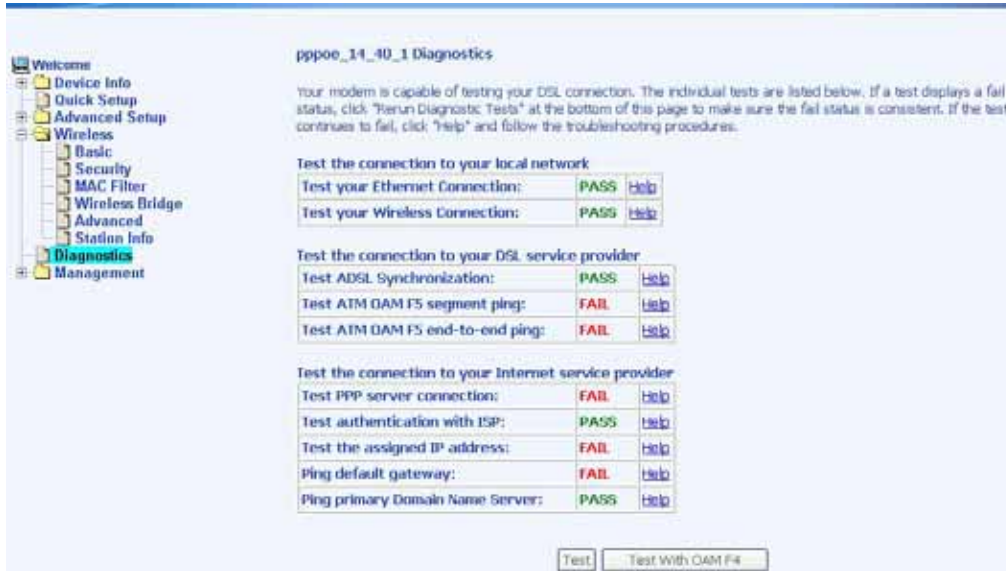 Welcome
Device Info
Quick Setup
Advanced Setup
Wireless
Basic
Security
MAC Filter
Wireless Bridge
Advanced
Station Info
Diagnostics
Management
pppoe_14_40_1 Diagnostics
Your modem is capable of testing your DSL connection. The individual tests are listed below. If a test displays a fail
status, click "Rerun Diagnostic Tests" at the bottom of this page to make sure the fail status is consistent. If the test
continues to fail, click "Help" and follow the troubleshooting procedures.
Test the connection to your local network
Test your Ethernet Connection: PASS Help
Test your Wireless Connection: PASS Help
Test the connection to your DSL service provider
Test ADSL Synchronization: PASS Help
Test ATM OAM F5 segment ping: FAIL Help
Test ATM OAM F5 end-to-end ping: FAIL Help
Test the connection to your Internet service provider
Test PPP server connection: FAIL Help
Test authentication with ISP: PASS Help
Test the assigned IP address: FAIL Help
Ping default gateway: FAIL Help
Ping primary Domain Name Server: PASS Help
Test Test With OAM F4